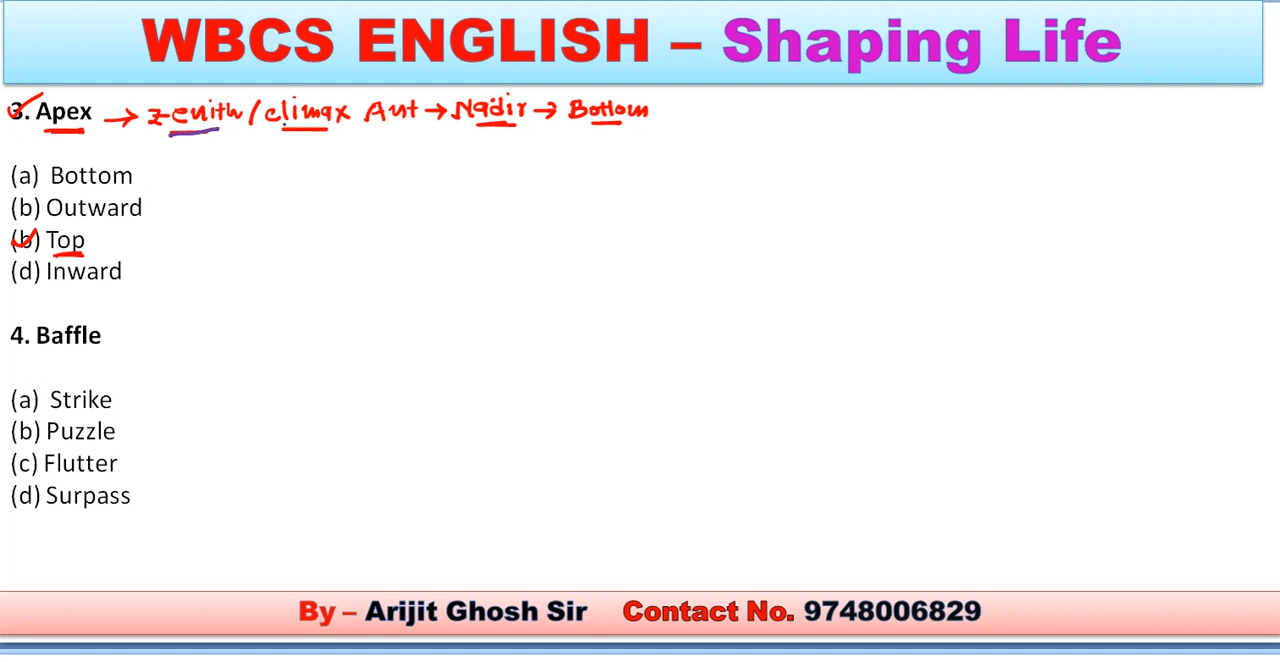 WBCS ENGLISH – Shaping Life
3. Apex → zenith / climax Ant → Nadir → Bottom
(a) Bottom
(b) Outward
(b) Top
(d) Inward
4. Baffle
(a) Strike
(b) Puzzle
(c) Flutter
(d) Surpass
By – Arijit Ghosh Sir Contact No. 9748006829